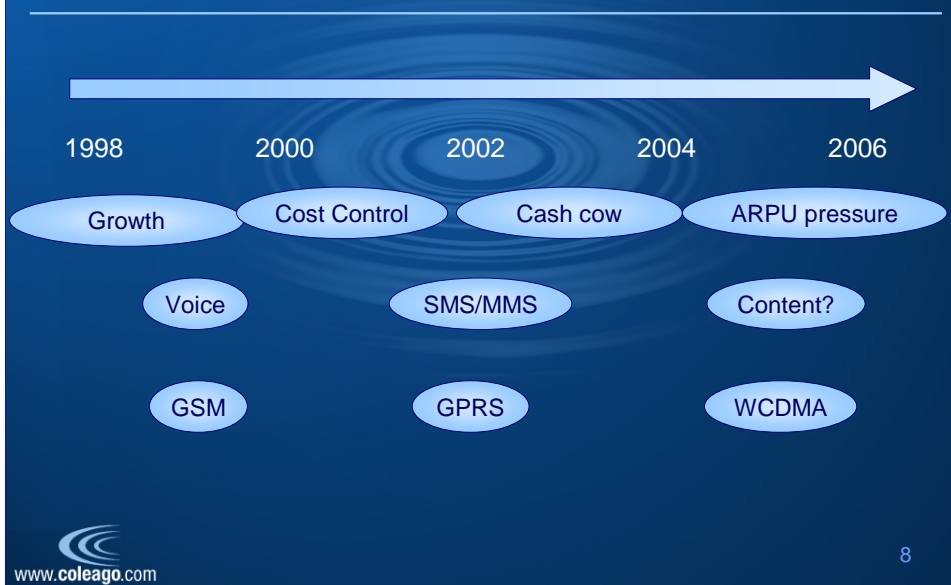 1998 2000 2002 2004 2006
Growth Cost Control Cash cow ARPU pressure
Voice SMS/MMS Content?
GSM GPRS WCDMA
www.coleago.com
8